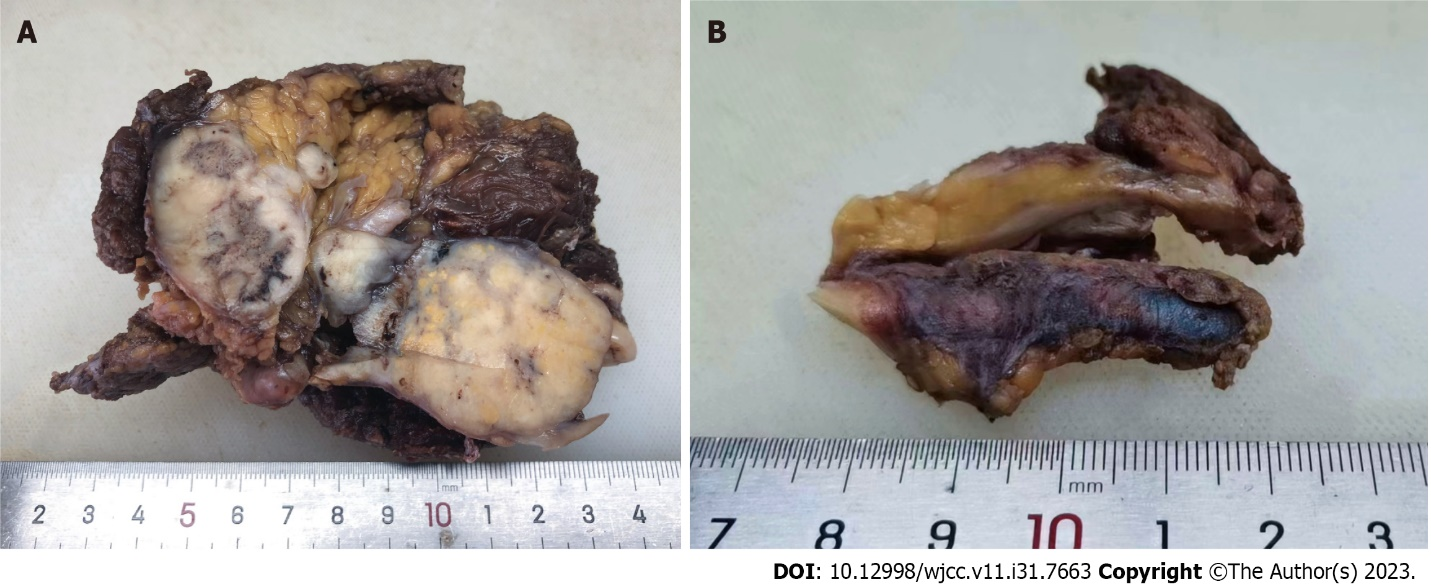 A
B
mm
2 3 4 5 6 7 8 9 10 1 2 3 4
mm
7 8 9 10 1 2 3
DOI: 10.12998/wjcc.v11.i31.7663 Copyright ©The Author(s) 2023.